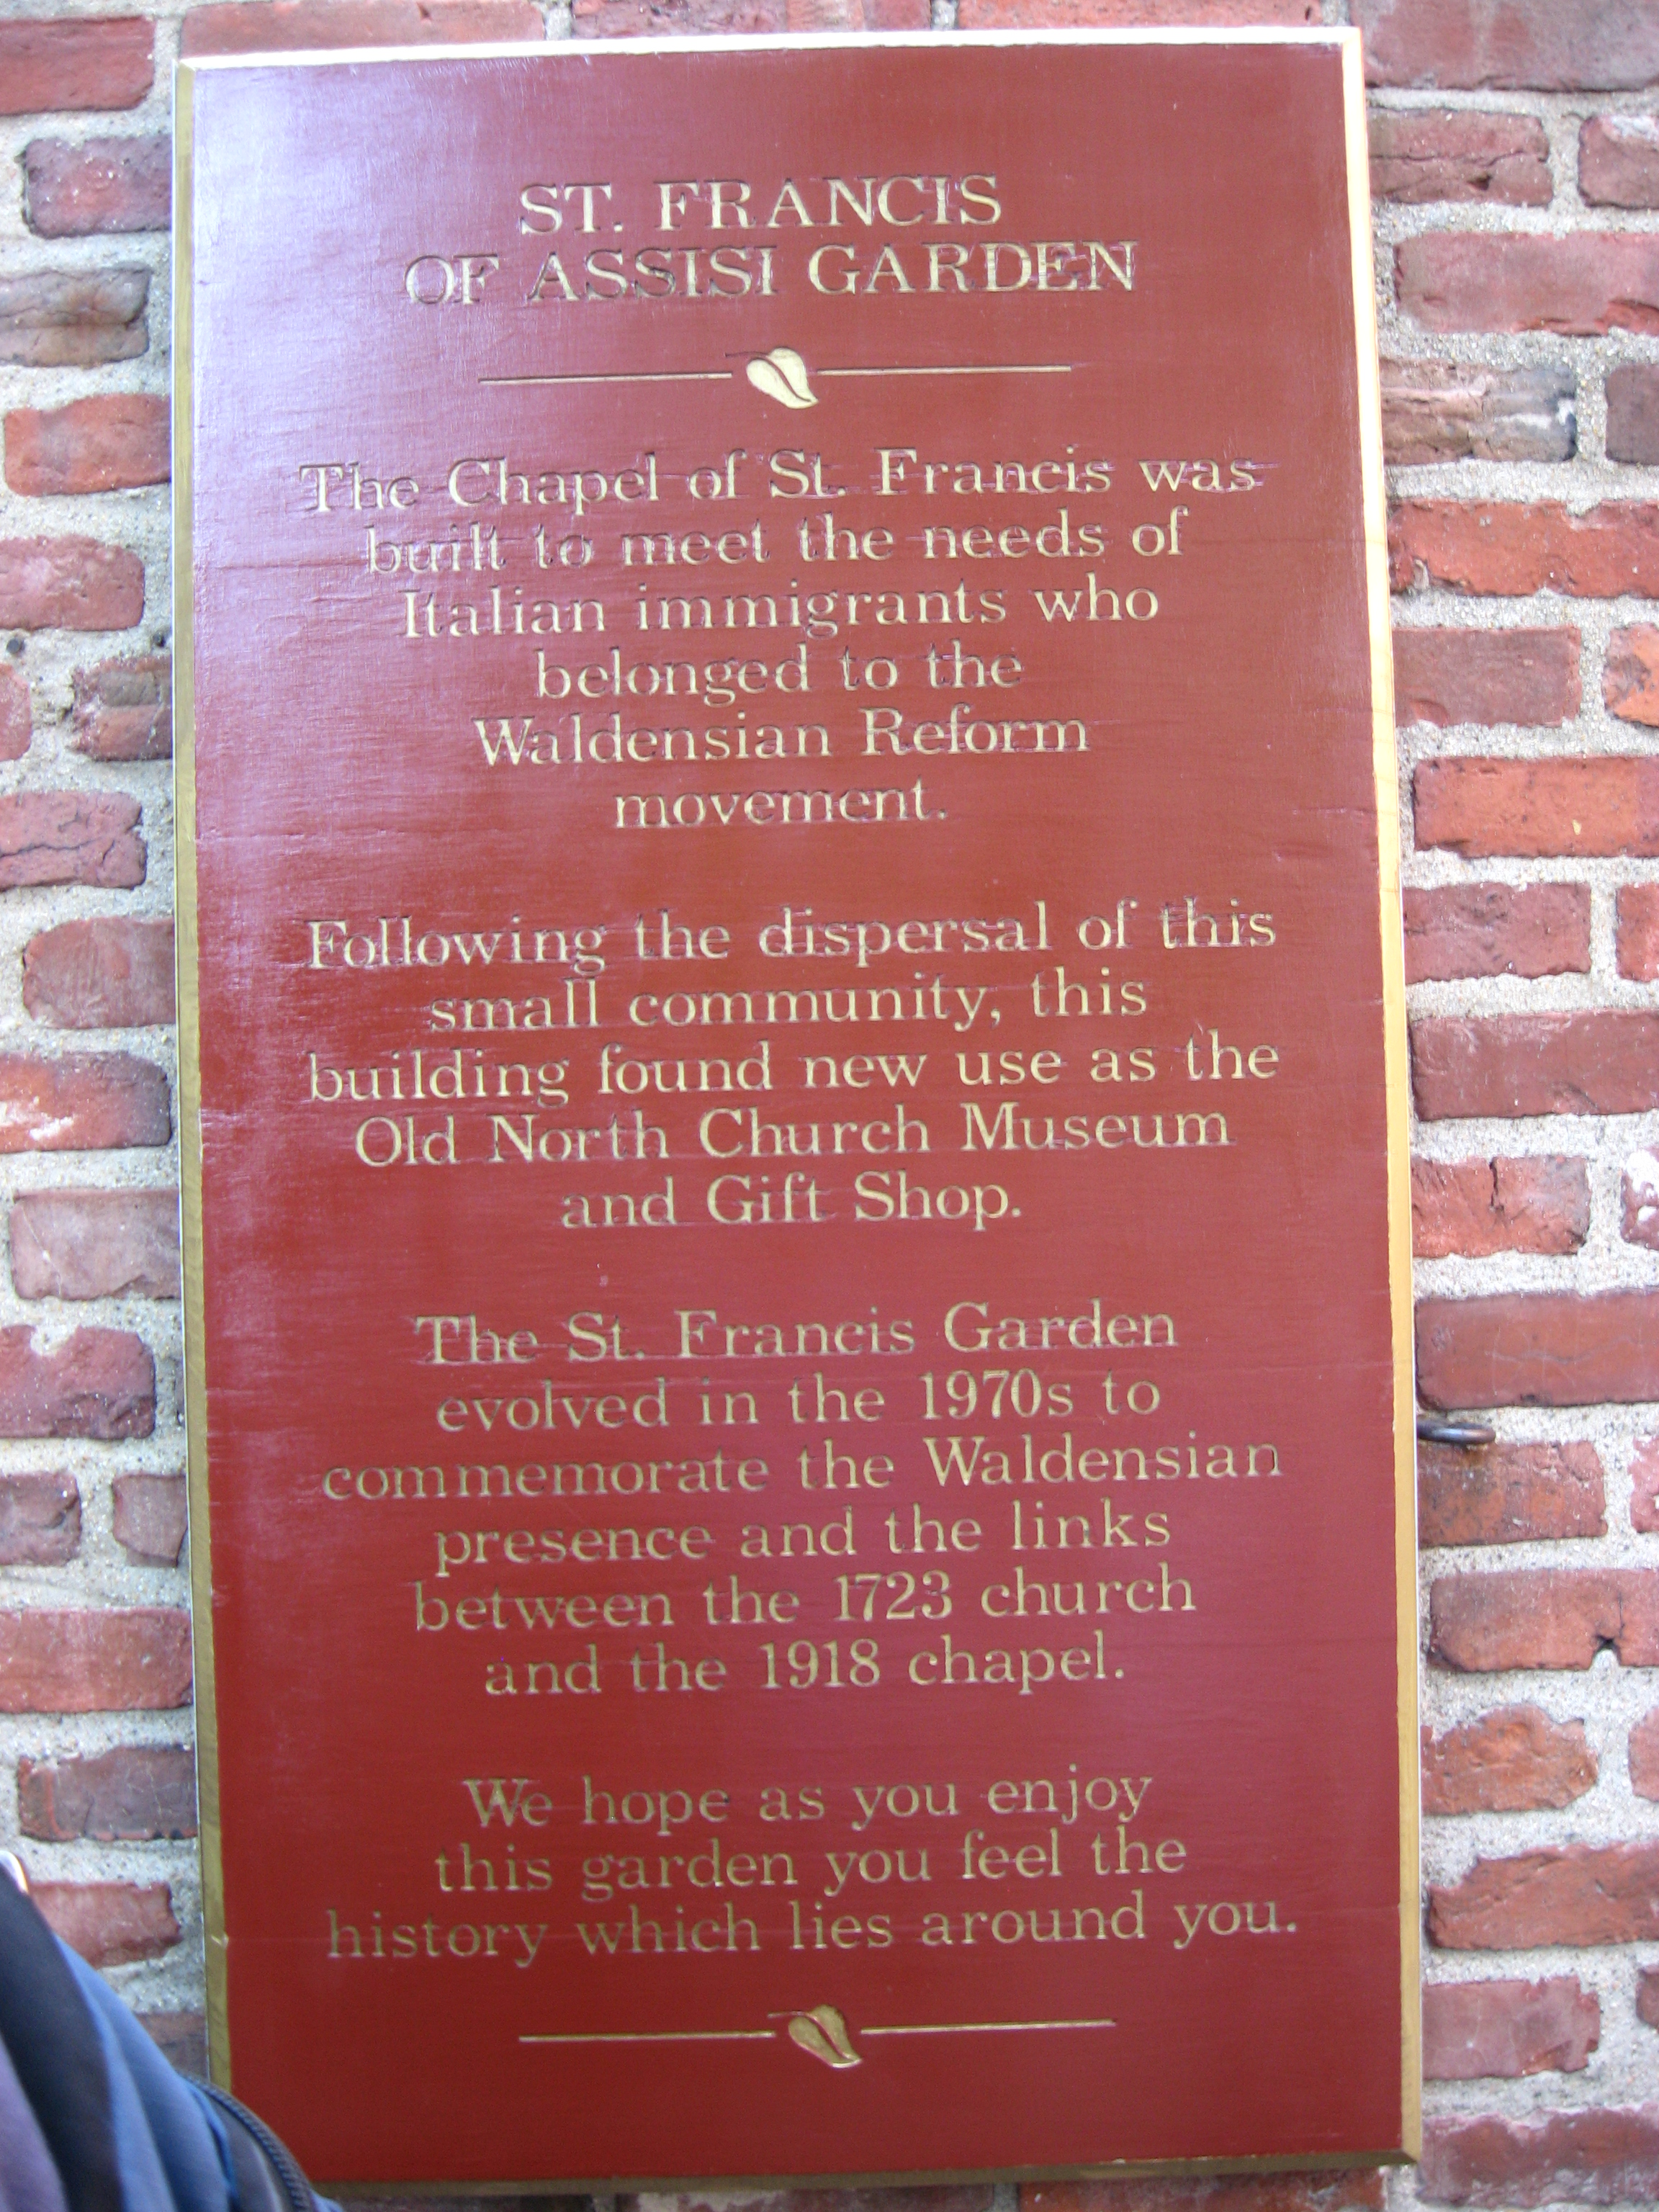 ST. FRANCIS
OF ASSISI GARDEN
The Chapel of St. Francis was
built to meet the needs of
Italian immigrants who
belonged to the
Waldensian Reform
movement.
Following the dispersal of this
small community, this
building found new use as the
Old North Church Museum
and Gift Shop.
The St. Francis Garden
evolved in the 1970s to
commemorate the Waldensian
presence and the links
between the 1723 church
and the 1918 chapel.
We hope as you enjoy
this garden you feel the
history which lies around you.